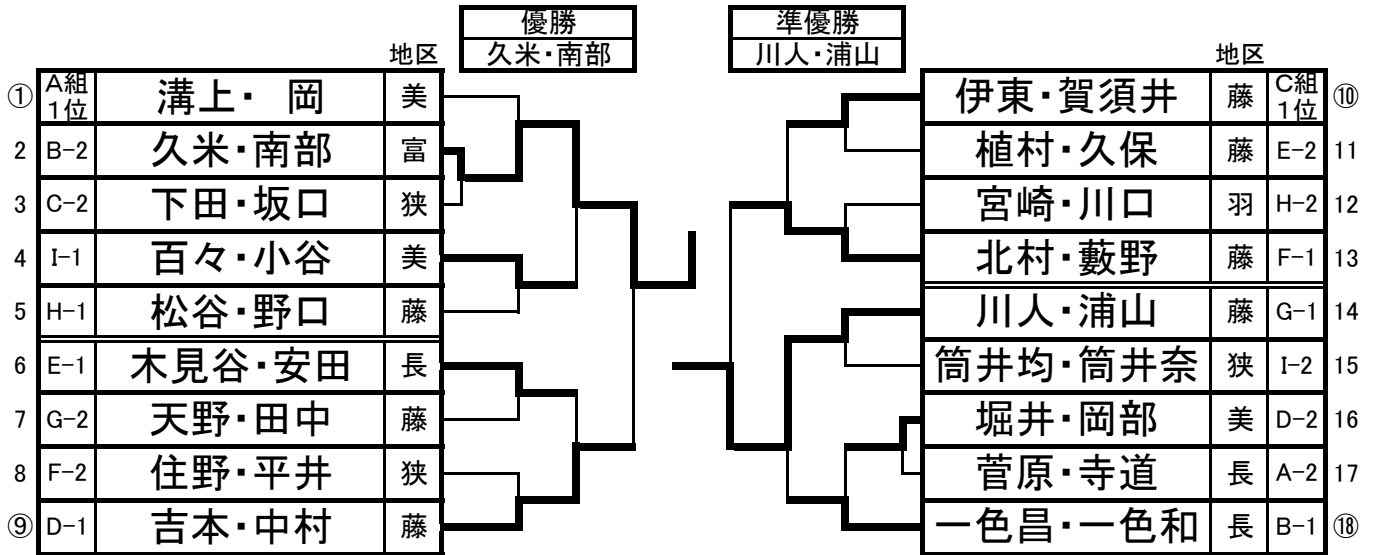 優勝 準優勝
久米・南部 川人・浦山
地区 地区
① A組1位 溝上・ 岡 美
2 B-2 久米・南部 富
3 C-2 下田・坂口 狭
4 I-1 百々・小谷 美
5 H-1 松谷・野口 藤
6 E-1 木見谷・安田 長
7 G-2 天野・田中 藤
8 F-2 住野・平井 狭
⑨ D-1 吉本・中村 藤
伊東・賀須井 藤 C組1位 ⑩
植村・久保 藤 E-2 11
宮崎・川口 羽 H-2 12
北村・藪野 藤 F-1 13
川人・浦山 藤 G-1 14
筒井均・筒井奈 狭 I-2 15
堀井・岡部 美 D-2 16
菅原・寺道 長 A-2 17
一色昌・一色和 長 B-1 ⑱